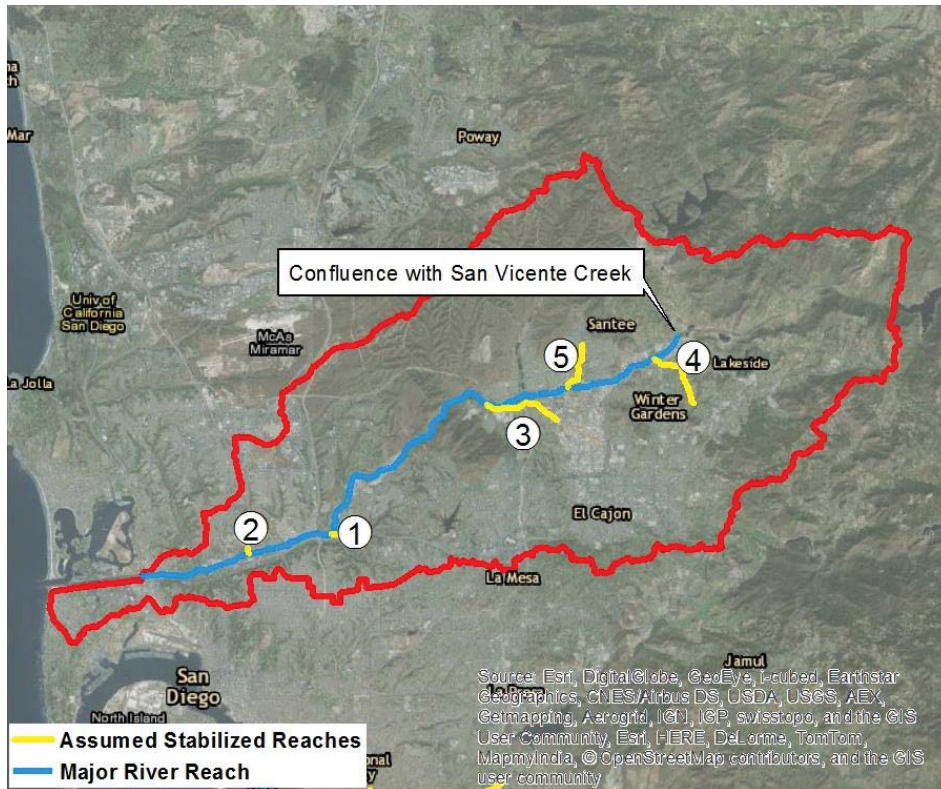 Poway
Mar
Confluence with San Vicente Creek
Univ of
California
San Diego
McAs
Miramar
Santee
5
4
Lakeside
La Jolla
Winter
Gardens
3
El Cajon
2
1
La Mesa
San
Diego
Jamul
North Island
Source: Esri, DigitalGlobe, GeoEye, i-cubed, Earthstar
Geographics, CNES/Airbus DS, USDA, USGS, AEX,
Getmapping, Aerogrid, IGN, IGP, swisstopo, and the GIS
User Community, Esri, HERE, DeLorme, TomTom,
MapmyIndia, © OpenStreetMap contributors, and the GIS
user community
Assumed Stabilized Reaches
Major River Reach